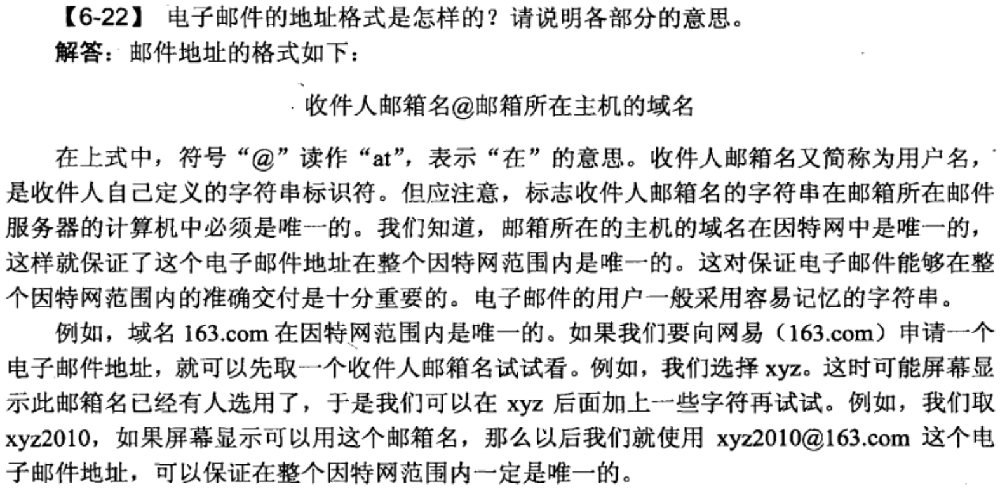 【6-22】 电子邮件的地址格式是怎样的？请说明各部分的意思。
解答：邮件地址的格式如下：
收件人邮箱名@邮箱所在主机的域名
在上式中，符号“@”读作“at”，表示“在”的意思。收件人邮箱名又简称为用户名，
是收件人自己定义的字符串标识符。但应注意，标志收件人邮箱名的字符串在邮箱所在邮件
服务器的计算机中必须是唯一的。我们知道，邮箱所在的主机的域名在因特网中是唯一的，
这样就保证了这个电子邮件地址在整个因特网范围内是唯一的。这对保证电子邮件能够在整
个因特网范围内的准确交付是十分重要的。电子邮件的用户一般采用容易记忆的字符串。
例如，域名 163.com 在因特网范围内是唯一的。如果我们要向网易（163.com）申请一个
电子邮件地址，就可以先取一个收件人邮箱名试试看。例如，我们选择 xyz。这时可能屏幕显
示此邮箱名已经有人选用了，于是我们可以在 xyz 后面加上一些字符再试试。例如，我们取
xyz2010，如果屏幕显示可以用这个邮箱名，那么以后我们就使用 xyz2010@163.com 这个电
子邮件地址，可以保证在整个因特网范围内一定是唯一的。